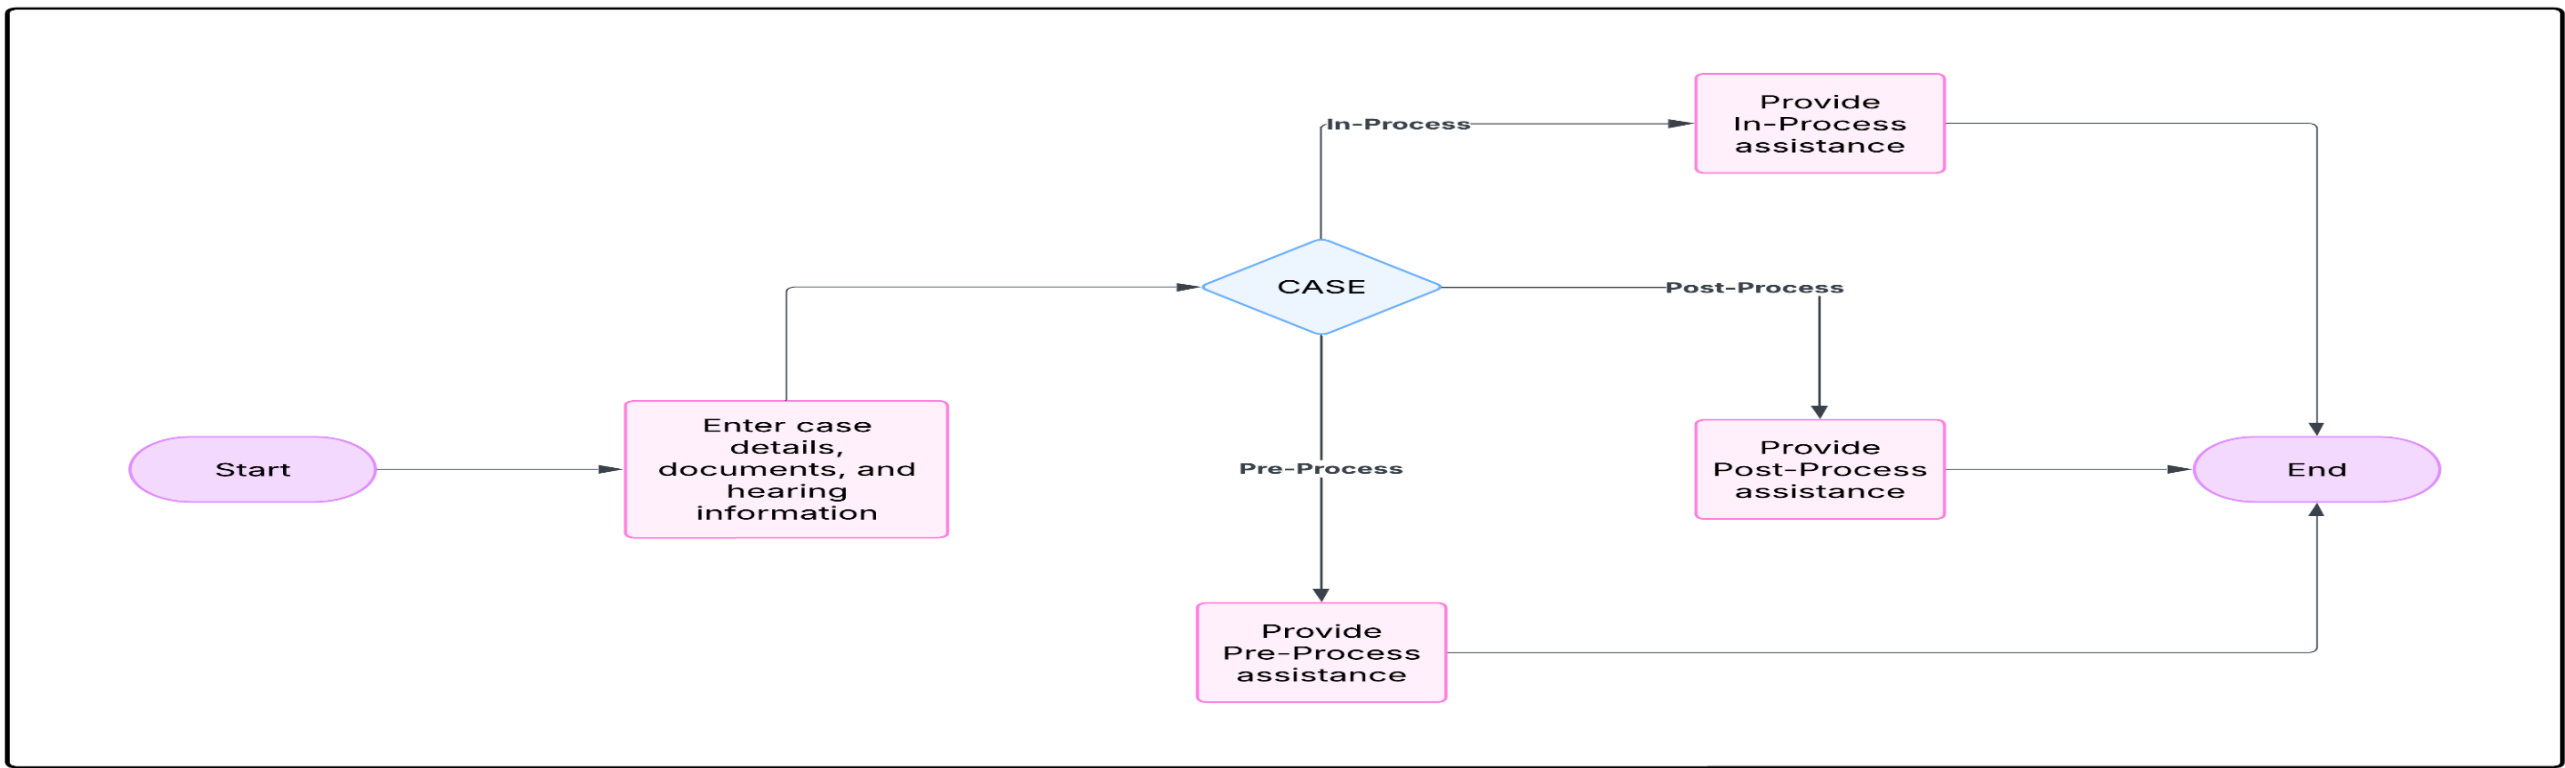 Start
Enter case
details,
documents, and
hearing
information
CASE
In-Process
Provide
In-Process
assistance
Post-Process
Provide
Post-Process
assistance
Pre-Process
Provide
Pre-Process
assistance
End